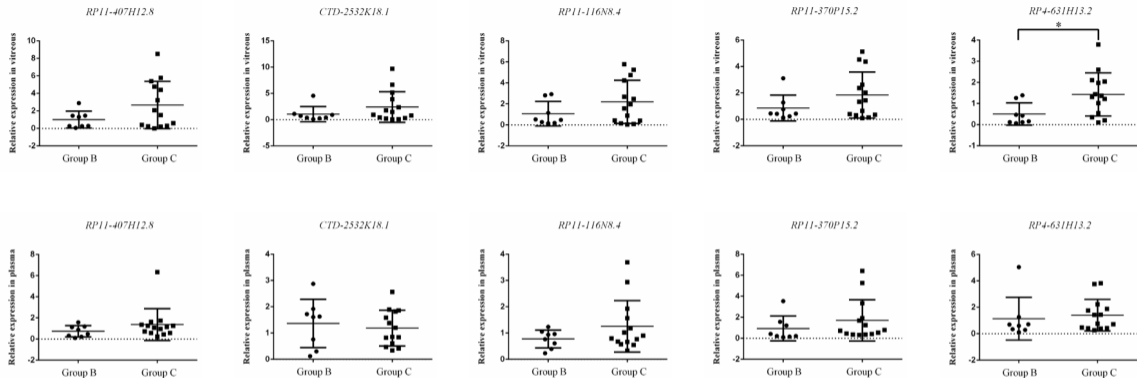 RP11-407H12.8 CTD-2532K18.1 RP11-116N8.4 RP11-370P15.2 RP4-631H13.2
Relative expression in vitreous
10
8
6
4
2
0
-2
Group B Group C
Relative expression in vitreous
15
10
5
0
-5
Group B Group C
Relative expression in vitreous
8
6
4
2
0
-2
Group B Group C
Relative expression in vitreous
6
4
2
0
-2
Group B Group C
Relative expression in vitreous
*
4
3
2
1
0
-1
Group B Group C
RP11-407H12.8 CTD-2532K18.1 RP11-116N8.4 RP11-370P15.2 RP4-631H13.2
Relative expression in plasma
8
6
4
2
0
-2
Group B Group C
Relative expression in plasma
4
3
2
1
0
Group B Group C
Relative expression in plasma
4
3
2
1
0
Group B Group C
Relative expression in plasma
8
6
4
2
0
-2
Group B Group C
Relative expression in plasma
6
4
2
0
-2
Group B Group C